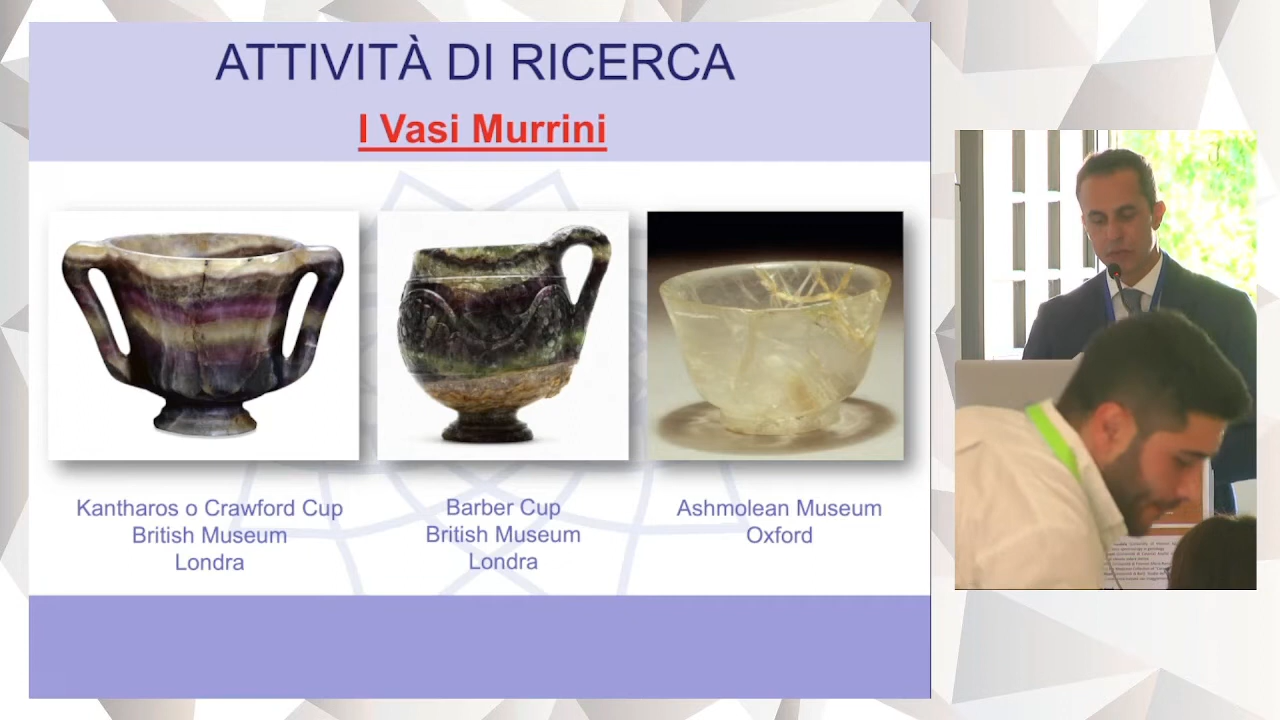 ATTIVITÀ DI RICERCA
I Vasi Murrini
Kantharos o Crawford Cup
British Museum
Londra
Barber Cup
British Museum
Londra
Ashmolean Museum
Oxford